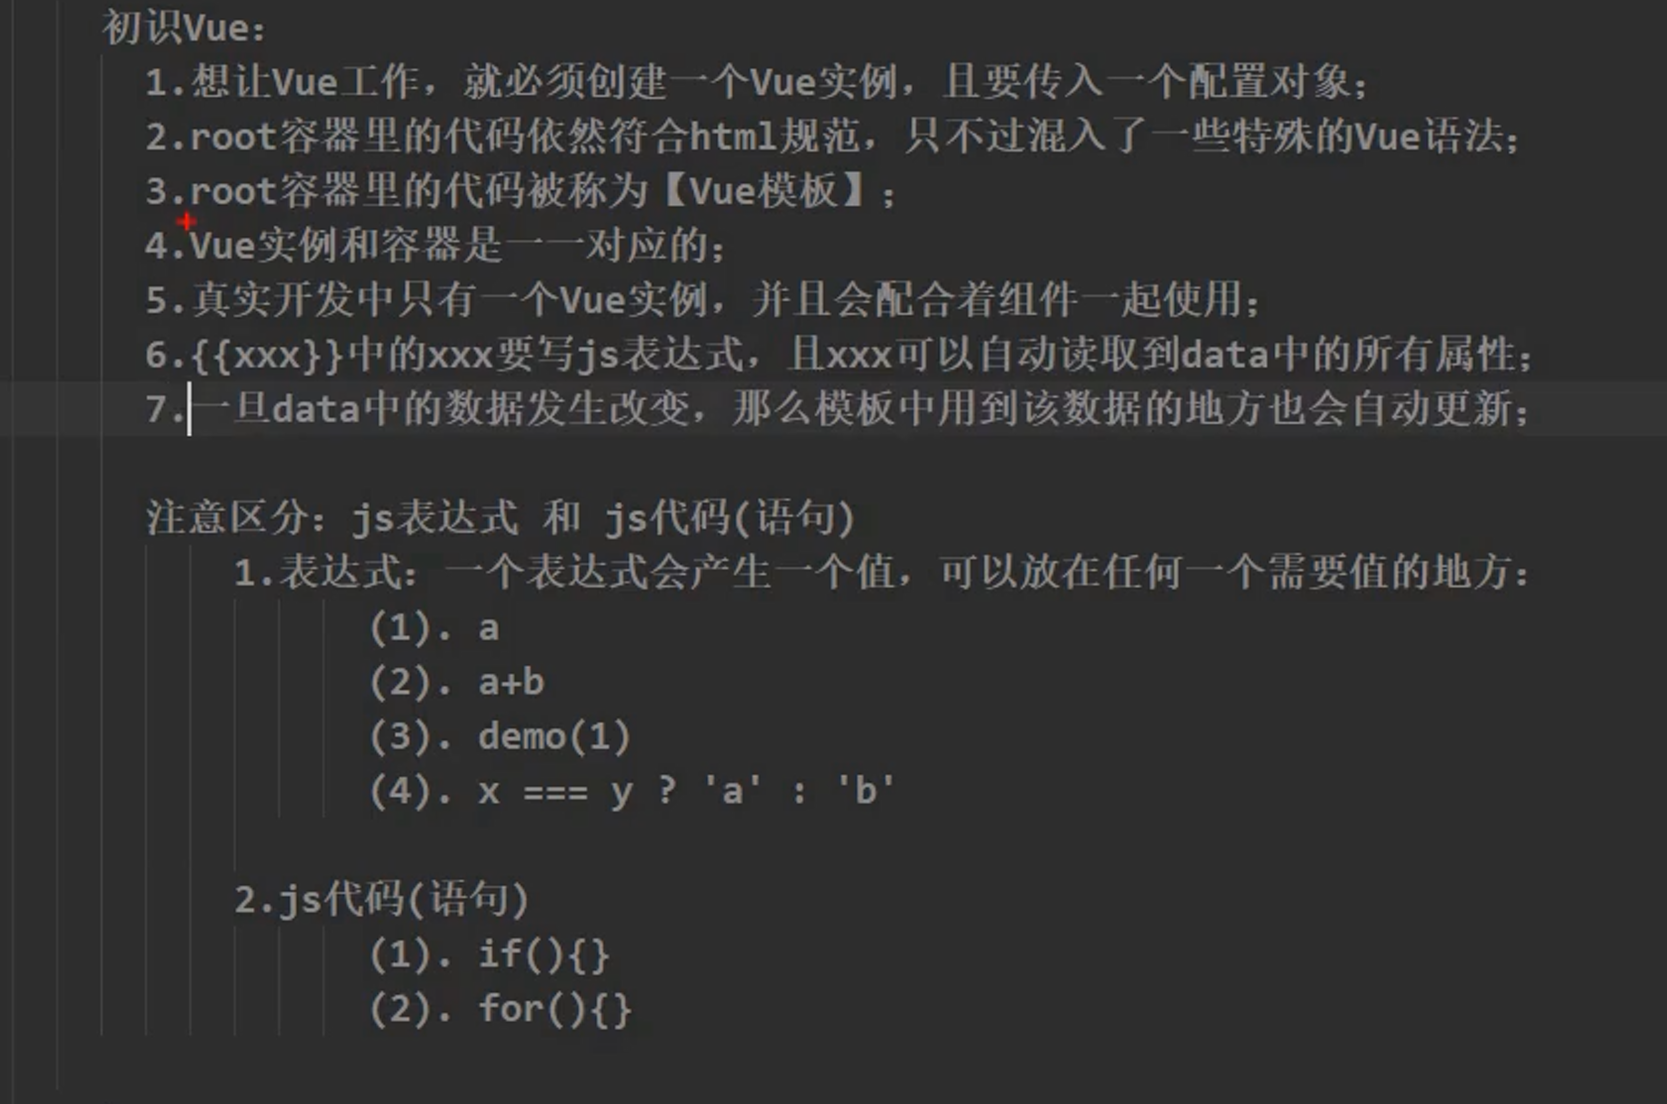 初识Vue：
1.想让Vue工作，就必须创建一个Vue实例，且要传入一个配置对象；
2.root容器里的代码依然符合html规范，只不过混入了一些特殊的Vue语法；
3.root容器里的代码被称为【Vue模板】；
4.Vue实例和容器是一一对应的；
5.真实开发中只有一个Vue实例，并且会配合着组件一起使用；
6.{{xxx}}中的xxx要写js表达式，且xxx可以自动读取到data中的所有属性；
7.一旦data中的数据发生改变，那么模板中用到该数据的地方也会自动更新；
注意区分：js表达式 和 js代码(语句)
1.表达式：一个表达式会产生一个值，可以放在任何一个需要值的地方：
(1). a
(2). a+b
(3). demo(1)
(4). x === y ? 'a' : 'b'
2.js代码(语句)
(1). if(){}
(2). for(){}